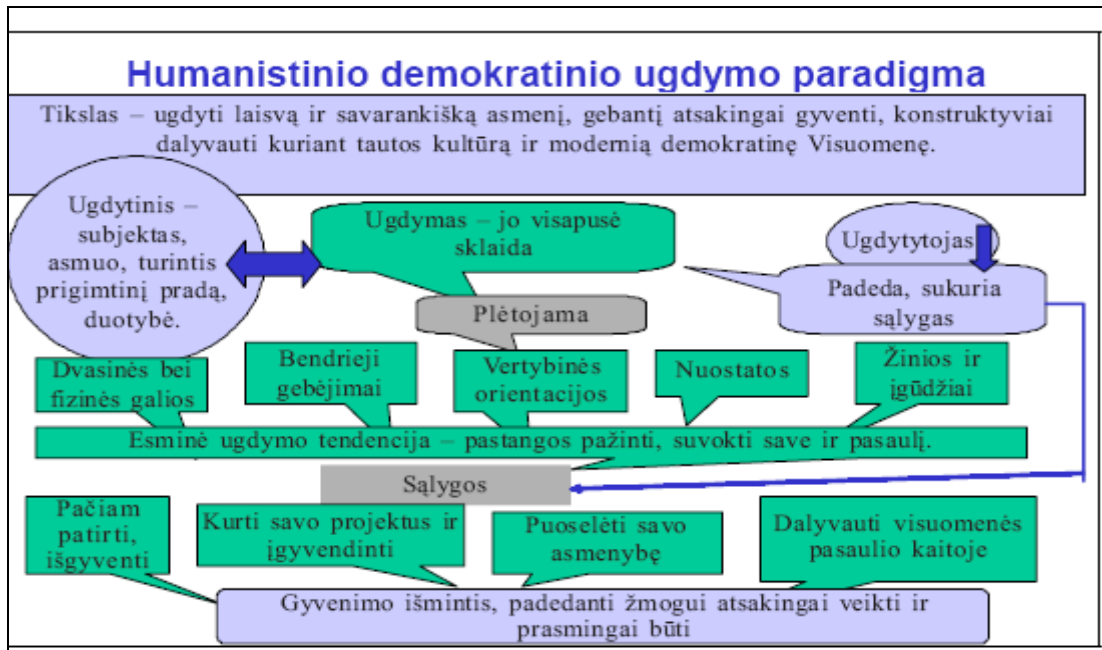 Humanistinio demokratinio ugdymo paradigma
Tikslas – ugdyti laisvą ir savarankišką asmenį, gebantį atsakingai gyventi, konstruktyviai
dalyvauti kuriant tautos kultūrą ir modernią demokratinę Visuomenę.
Ugdytinis –
subjektas,
asmuo, turintis
prigimtinį pradą,
duotybė.
Ugdymas – jo visapusė
sklaida
Ugdytytojas
Padeda, sukuria
sąlygas
Plėtojama
Dvasinės bei
fizinės galios
Bendrieji
gebėjimai
Vertybinės
orientacijos
Nuostatos
Žinios ir
įgūdžiai
Esminė ugdymo tendencija – pastangos pažinti, suvokti save ir pasaulį.
Sąlygos
Pačiam
patirti,
išgyventi
Kurti savo projektus ir
įgyvendinti
Puoselėti savo
asmenybę
Dalyvauti visuomenės
pasaulio kaitoje
Gyvenimo išmintis, padedanti žmogui atsakingai veikti ir
prasmingai būti